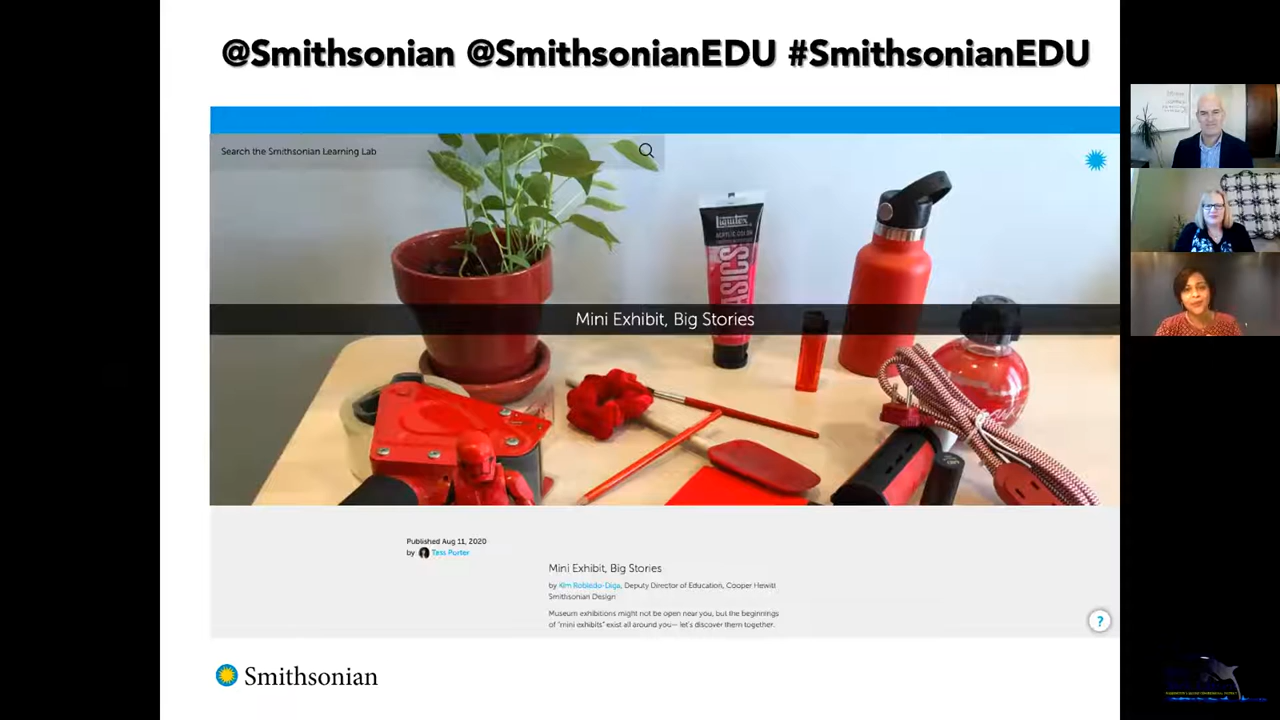 @Smithsonian @SmithsonianEDU #SmithsonianEDU
Search the Smithsonian Learning Lab
Liquitex
ACRYLIC COLOR
BASICS
Mini Exhibit, Big Stories
Published Aug 11, 2020
by Tess Porter
Mini Exhibit, Big Stories
by Kim Robledo-Diga, Deputy Director of Education, Cooper Hewitt
Smithsonian Design
Museum exhibitions might not be open near you, but the beginnings
of "mini exhibits" exist all around you— let's discover them together.
?
Smithsonian